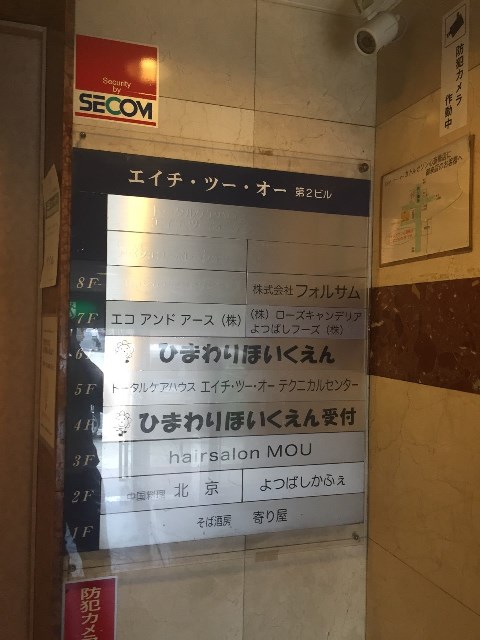 Security
by
SECOM
防犯カメラ
作動中
エイチ・ツー・オー 第2ビル
8F 株式会社 フォルサム
7F エコ アンド アース（株） （株）ローズキャンデリア
よつばしフーズ（株）
6F ひまわりほいくえん
5F トータルケアハウス エイチ・ツー・オー テクニカルセンター
4F ひまわりほいくえん受付
3F hairsalon MOU
2F 中国料理 北京 よつばしかふぇ
1F そば酒房 寄り屋
防犯カメラ